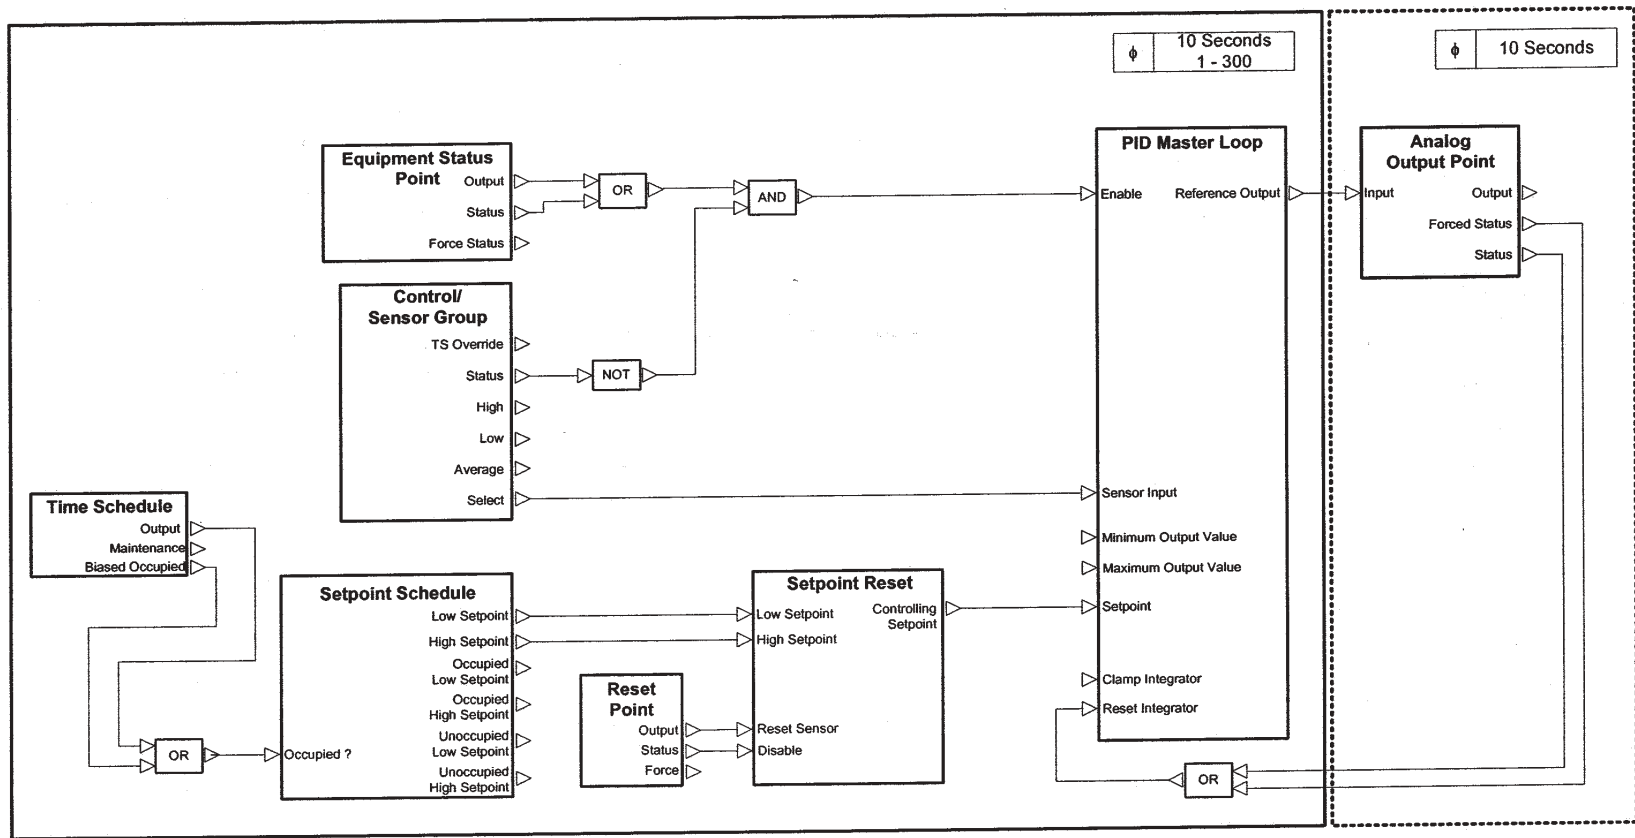 ϕ
10 Seconds
1 - 300
ϕ
10 Seconds
Equipment Status
Point
Output
Status
Force Status
OR
AND
Control/
Sensor Group
TS Override
Status
High
Low
Average
Select
NOT
Time Schedule
Output
Maintenance
Biased Occupied
OR
Setpoint Schedule
Occupied ?
Low Setpoint
High Setpoint
Occupied
Low Setpoint
Occupied
High Setpoint
Unoccupied
Low Setpoint
Unoccupied
High Setpoint
Reset
Point
Output
Status
Force
Setpoint Reset
Low Setpoint
High Setpoint
Reset Sensor
Disable
Controlling
Setpoint
PID Master Loop
Enable
Reference Output
Sensor Input
Minimum Output Value
Maximum Output Value
Setpoint
Clamp Integrator
Reset Integrator
OR
Analog
Output Point
Input
Output
Forced Status
Status